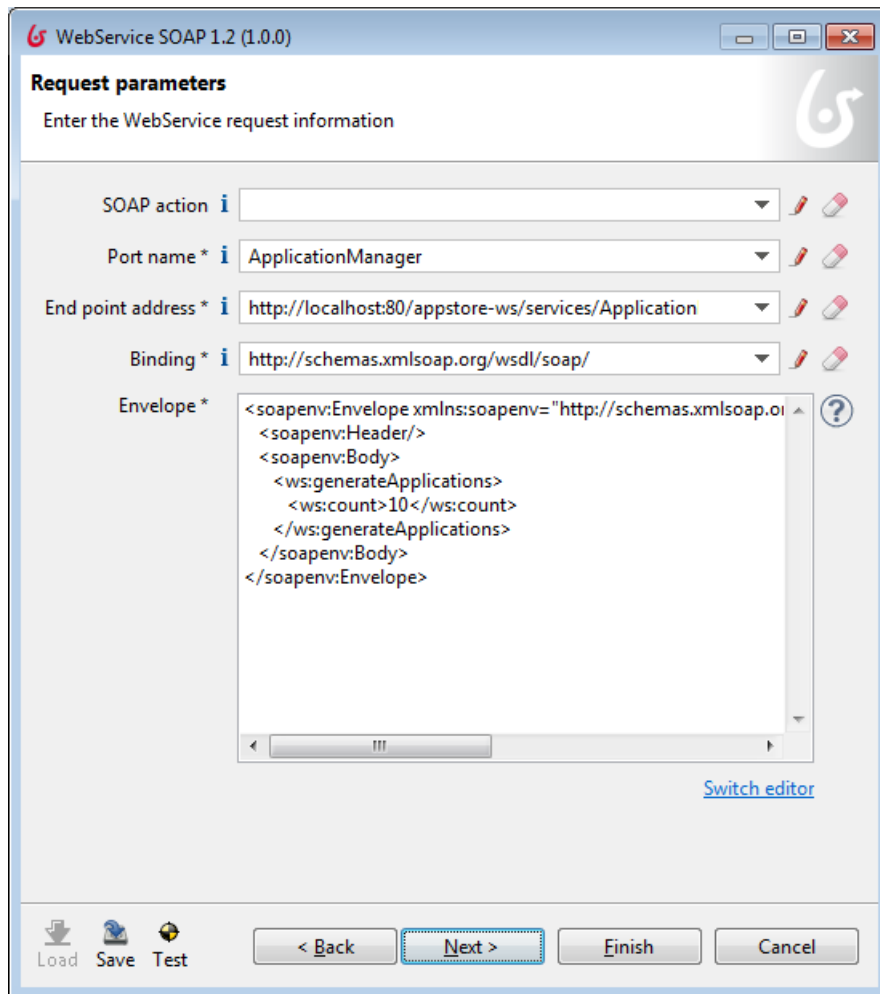 WebService SOAP 1.2 (1.0.0)
Request parameters
Enter the WebService request information
SOAP action
Port name * ApplicationManager
End point address * http://localhost:80/appstore-ws/services/Application
Binding * http://schemas.xmlsoap.org/wsdl/soap/
Envelope *
<soapenv:Envelope xmlns:soapenv="http://schemas.xmlsoap.or
<soapenv:Header/>
<soapenv:Body>
<ws:generateApplications>
<ws:count>10</ws:count>
</ws:generateApplications>
</soapenv:Body>
</soapenv:Envelope>
Switch editor
Load Save Test < Back Next > Finish Cancel